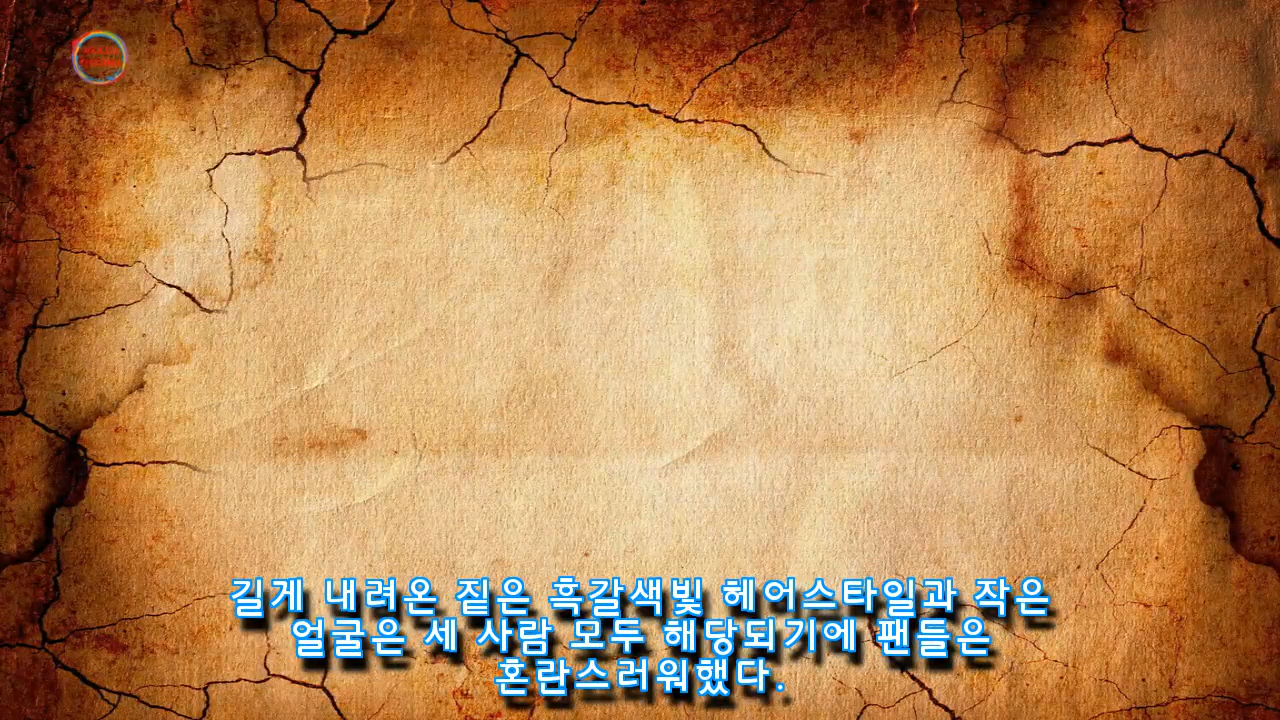 길게 내려온 짙은 흑갈색빛 헤어스타일과 작은
얼굴은 세 사람 모두 해당되기에 팬들은
혼란스러워했다.